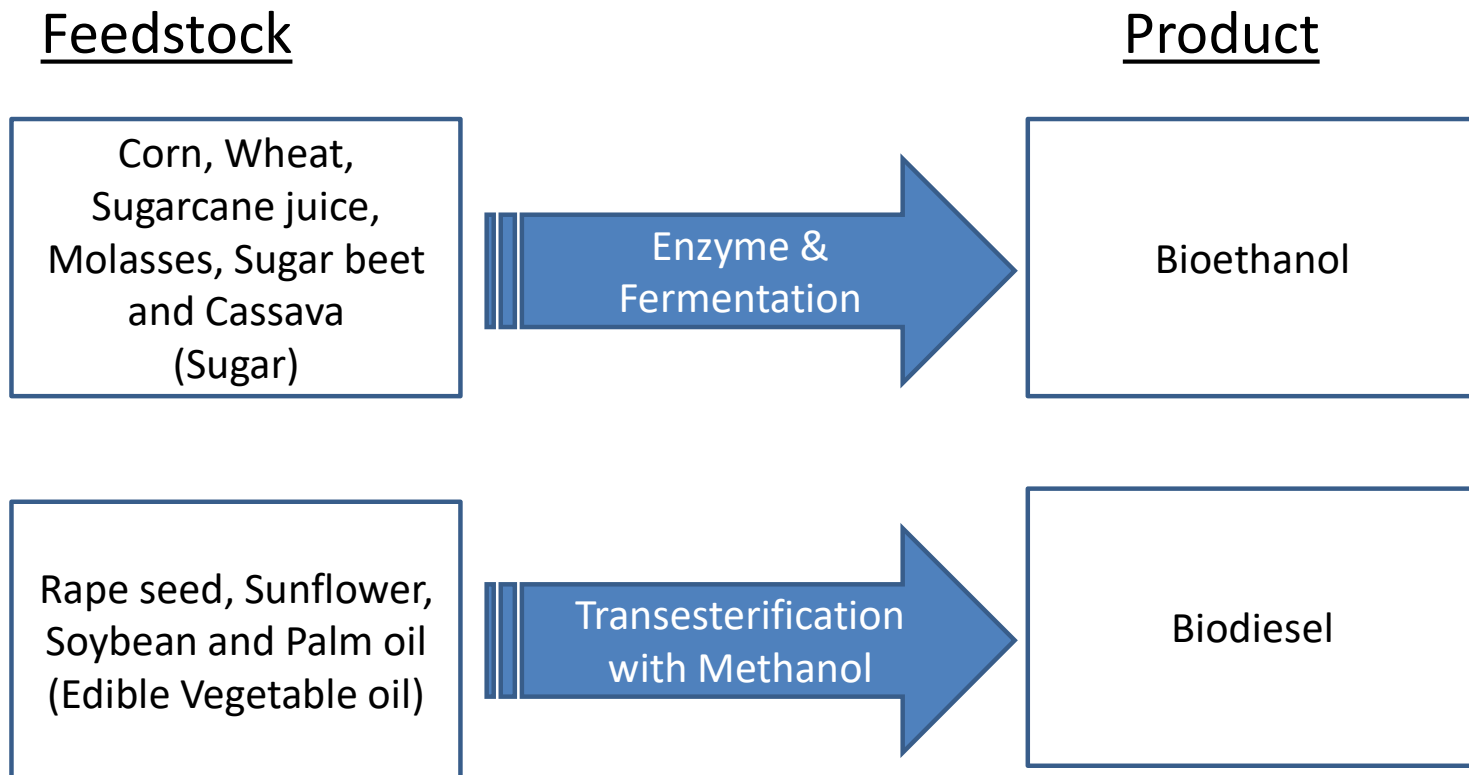 Feedstock
Product
Corn, Wheat,
Sugarcane juice,
Molasses, Sugar beet
and Cassava
(Sugar)
Enzyme &
Fermentation
Bioethanol
Rape seed, Sunflower,
Soybean and Palm oil
(Edible Vegetable oil)
Transesterification
with Methanol
Biodiesel